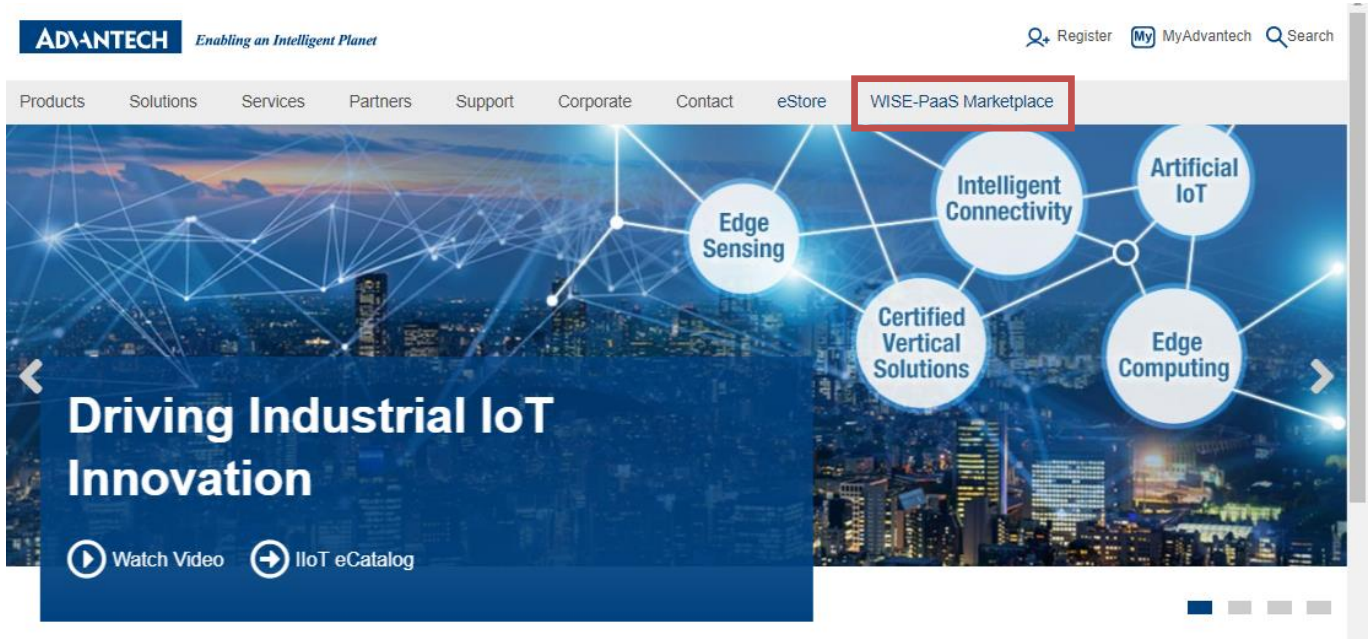 ADVANTECH Enabling an Intelligent Planet
Register My MyAdvantech Search
Products Solutions Services Partners Support Corporate Contact eStore WISE-PaaS Marketplace
Intelligent
Connectivity
Artificial
IoT
Edge
Sensing
Certified
Vertical
Solutions
Edge
Computing
Driving Industrial IoT
Innovation
Watch Video IIoT eCatalog